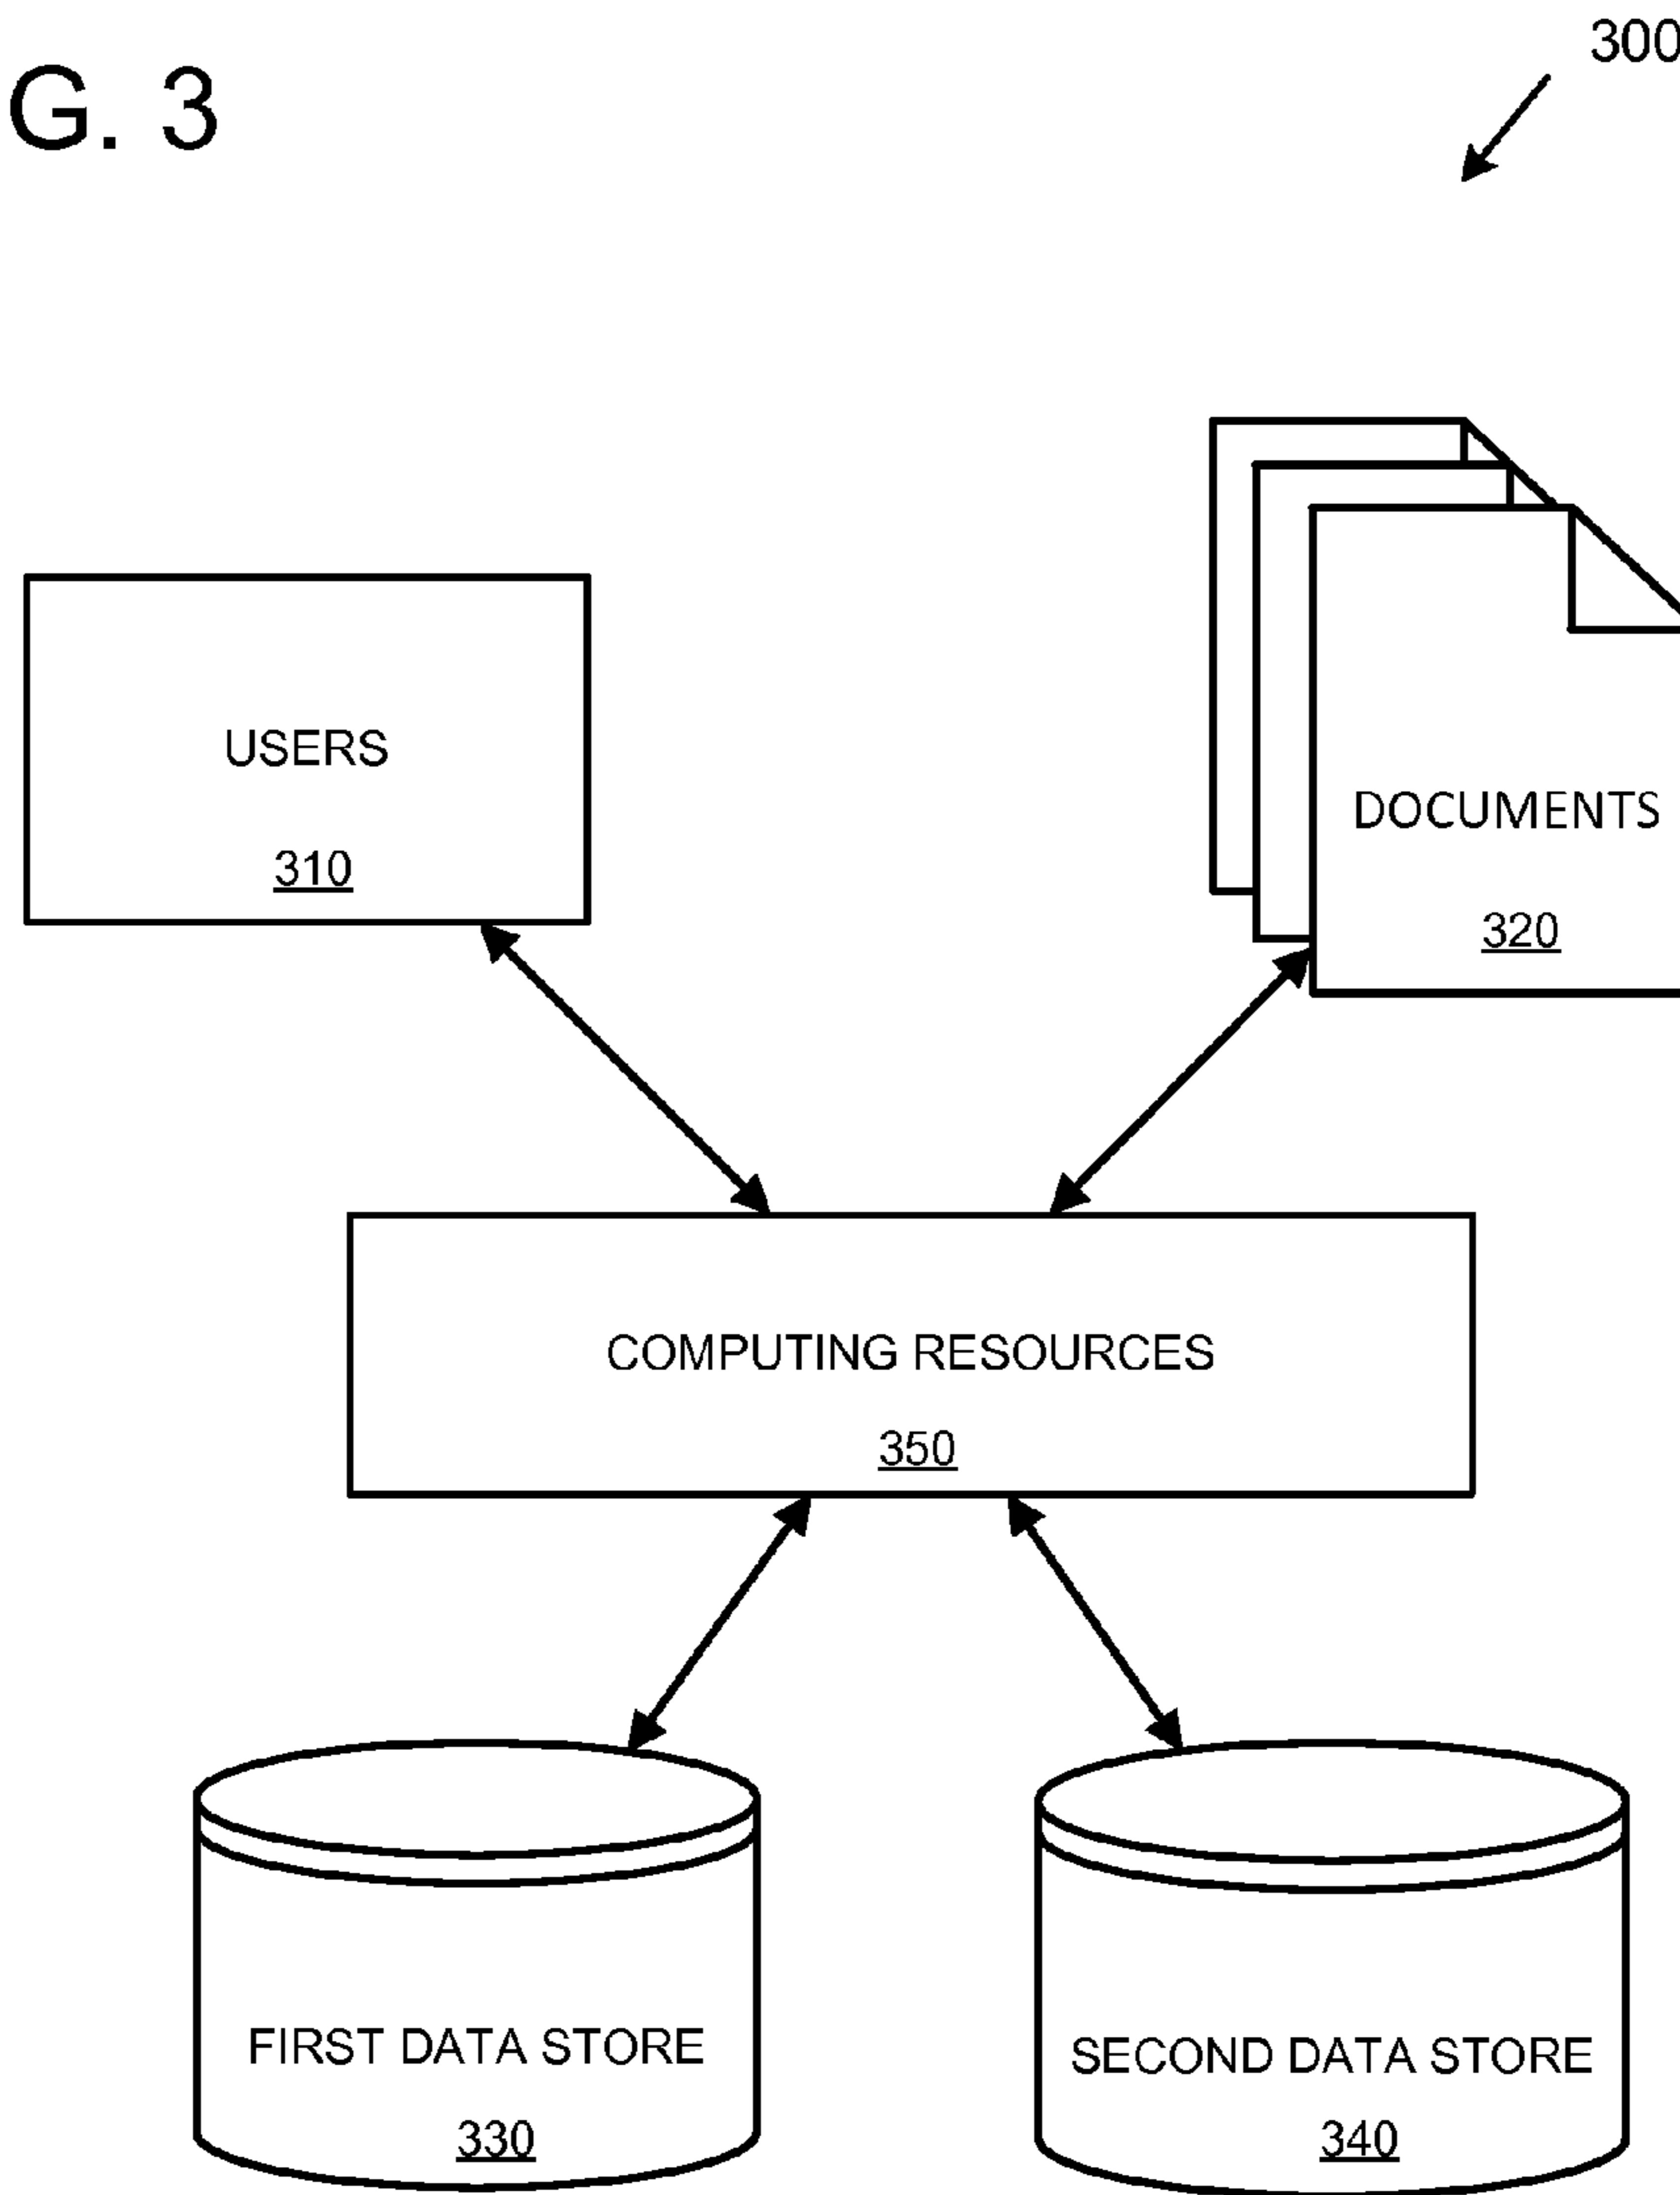 300
G. 3
USERS
310
DOCUMENTS
320
COMPUTING RESOURCES
350
FIRST DATA STORE
330
SECOND DATA STORE
340